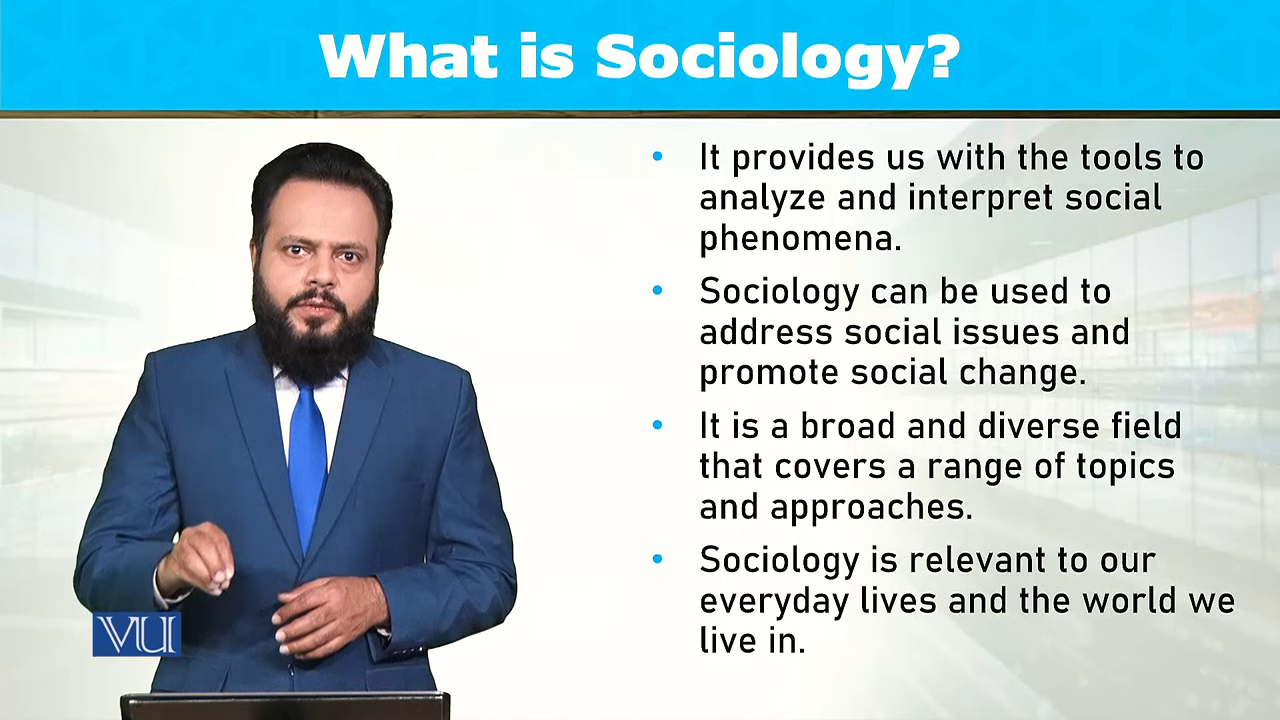 What is Sociology?
• It provides us with the tools to
analyze and interpret social
phenomena.
• Sociology can be used to
address social issues and
promote social change.
• It is a broad and diverse field
that covers a range of topics
and approaches.
• Sociology is relevant to our
everyday lives and the world we
live in.
VU